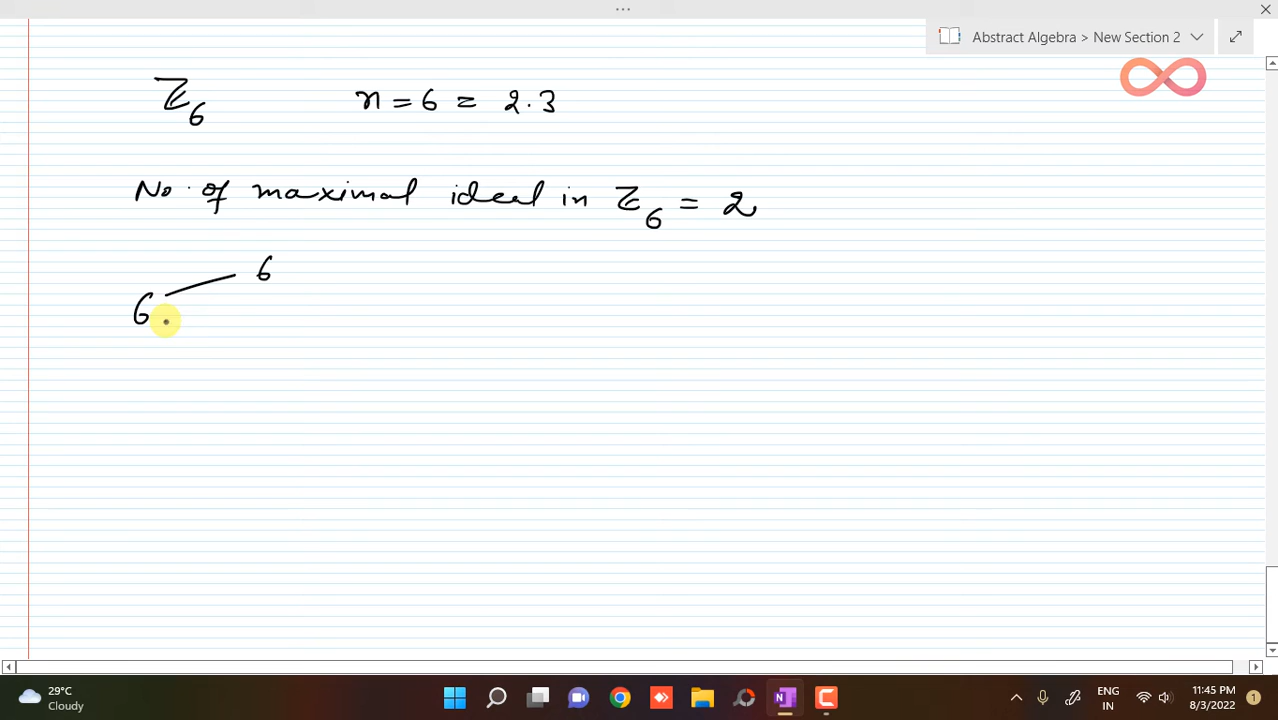 ...
Abstract Algebra > New Section 2
ℤ₆ n = 6 = 2.3
No. of maximal ideal in ℤ₆ = 2
6
6
29°C
Cloudy
ENG
IN
11:45 PM
8/3/2022
1